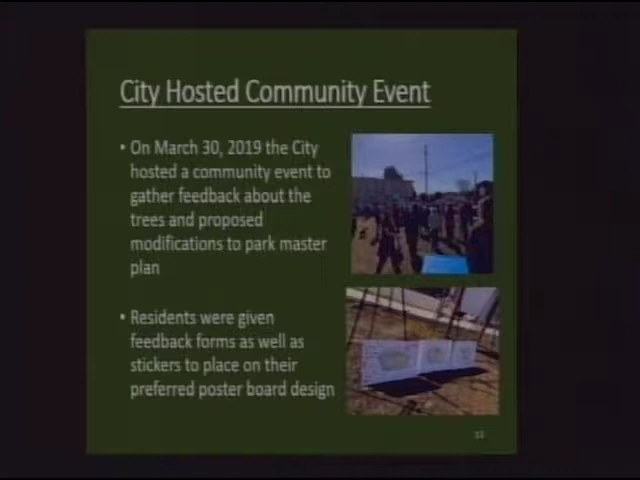 City Hosted Community Event
• On March 30, 2019 the City
hosted a community event to
gather feedback about the
trees and proposed
modifications to park master
plan
• Residents were given
feedback forms as well as
stickers to place on their
preferred poster board design